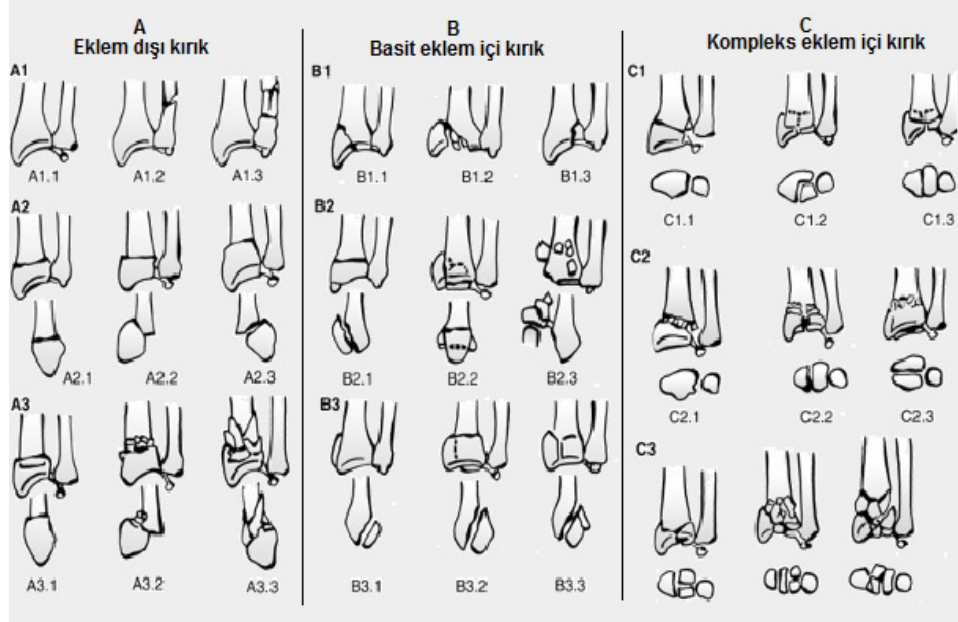 A
Eklem dışı kırık
B
Basit eklem içi kırık
C
Kompleks eklem içi kırık
A1
A1.1
A1.2
A1.3
A2
A2.1
A2.2
A2.3
A3
A3.1
A3.2
A3.3
B1
B1.1
B1.2
B1.3
B2
B2.1
B2.2
B2.3
B3
B3.1
B3.2
B3.3
C1
C1.1
C1.2
C1.3
C2
C2.1
C2.2
C2.3
C3